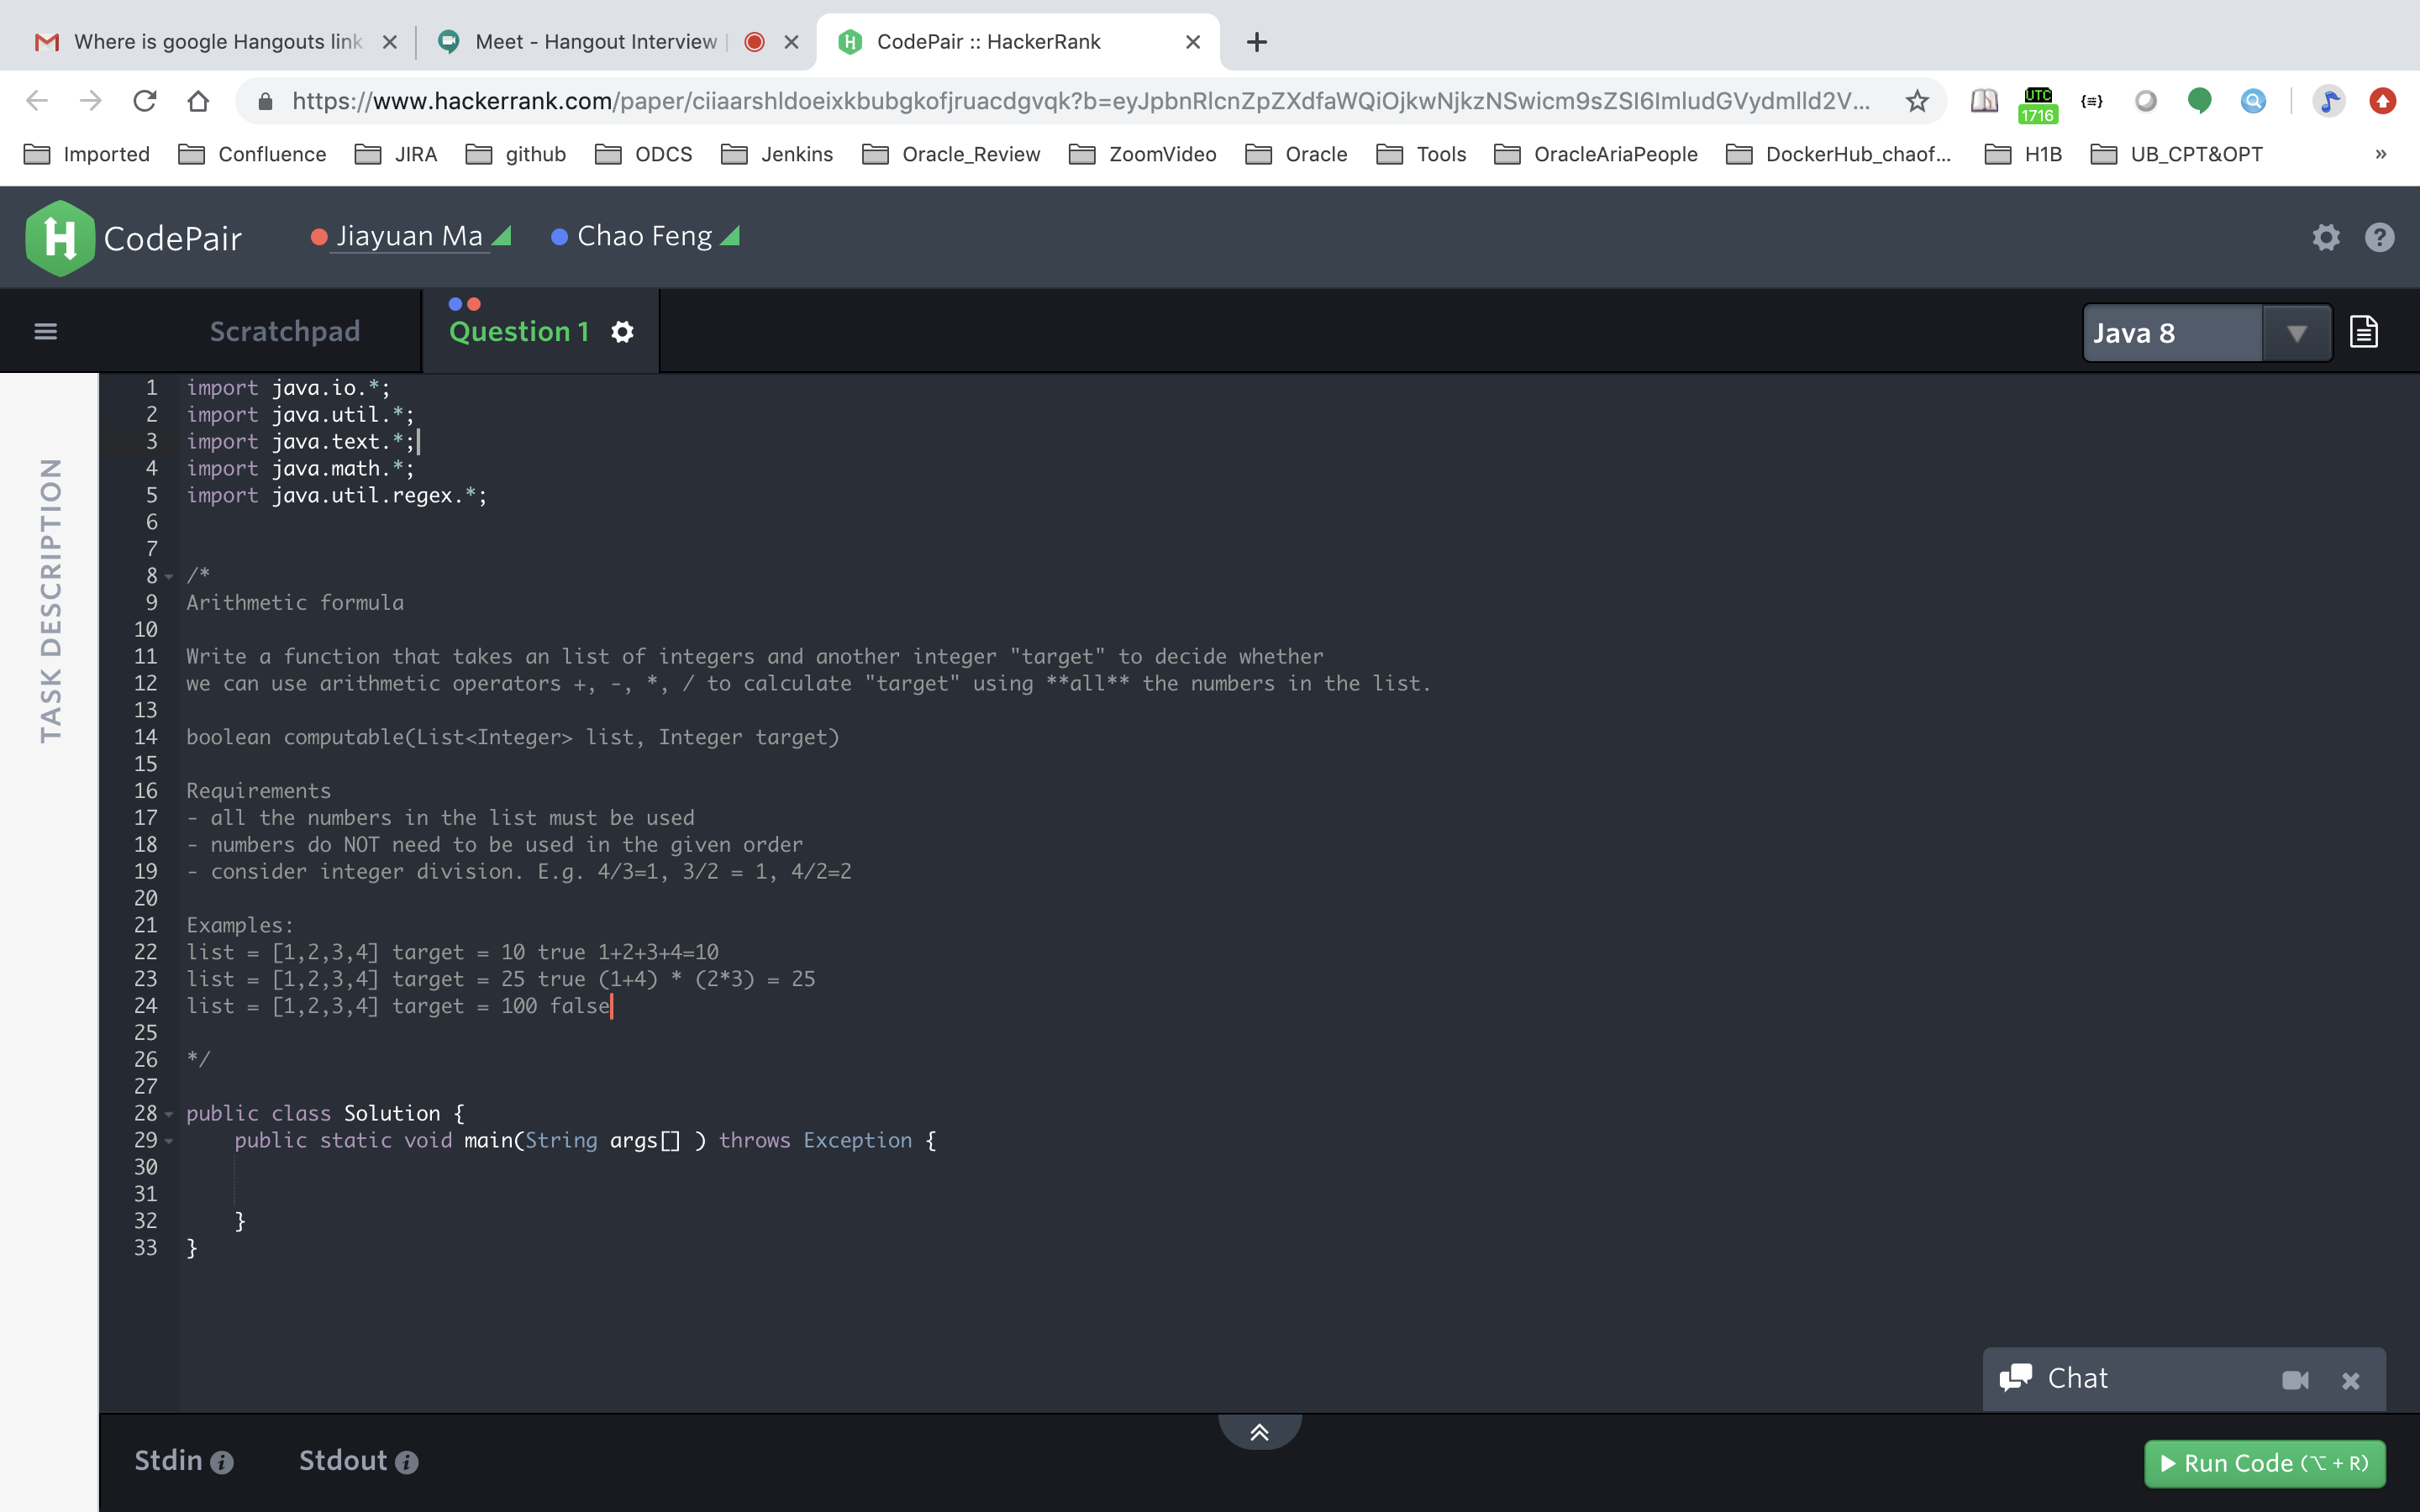 Where is google Hangouts link
Meet - Hangout Interview
CodePair :: HackerRank
https://www.hackerrank.com/paper/ciiaarshldoeixkbubgkofjruacdgvqk?b=eyJpbnRlcnZpZXdfaWQiOjkwNjkzNSwicm9sZSI6ImludGVydmlld2V...
UTC
1716
Imported Confluence JIRA github ODCS Jenkins Oracle_Review ZoomVideo Oracle Tools OracleAriaPeople DockerHub_chaof... H1B UB_CPT&OPT »
H CodePair Jiayuan Ma Chao Feng ?
Scratchpad Question 1 Java 8
TASK DESCRIPTION
1 import java.io.*;
2 import java.util.*;
3 import java.text.*;
4 import java.math.*;
5 import java.util.regex.*;
6
7
8 /*
9 Arithmetic formula
10
11 Write a function that takes an list of integers and another integer "target" to decide whether
12 we can use arithmetic operators +, -, *, / to calculate "target" using **all** the numbers in the list.
13
14 boolean computable(List<Integer> list, Integer target)
15
16 Requirements
17 - all the numbers in the list must be used
18 - numbers do NOT need to be used in the given order
19 - consider integer division. E.g. 4/3=1, 3/2 = 1, 4/2=2
20
21 Examples:
22 list = [1,2,3,4] target = 10 true 1+2+3+4=10
23 list = [1,2,3,4] target = 25 true (1+4) * (2*3) = 25
24 list = [1,2,3,4] target = 100 false
25
26 */
27
28 public class Solution {
29 public static void main(String args[] ) throws Exception {
30
31
32 }
33 }
Chat
Stdin i Stdout i Run Code (⌥ + R)